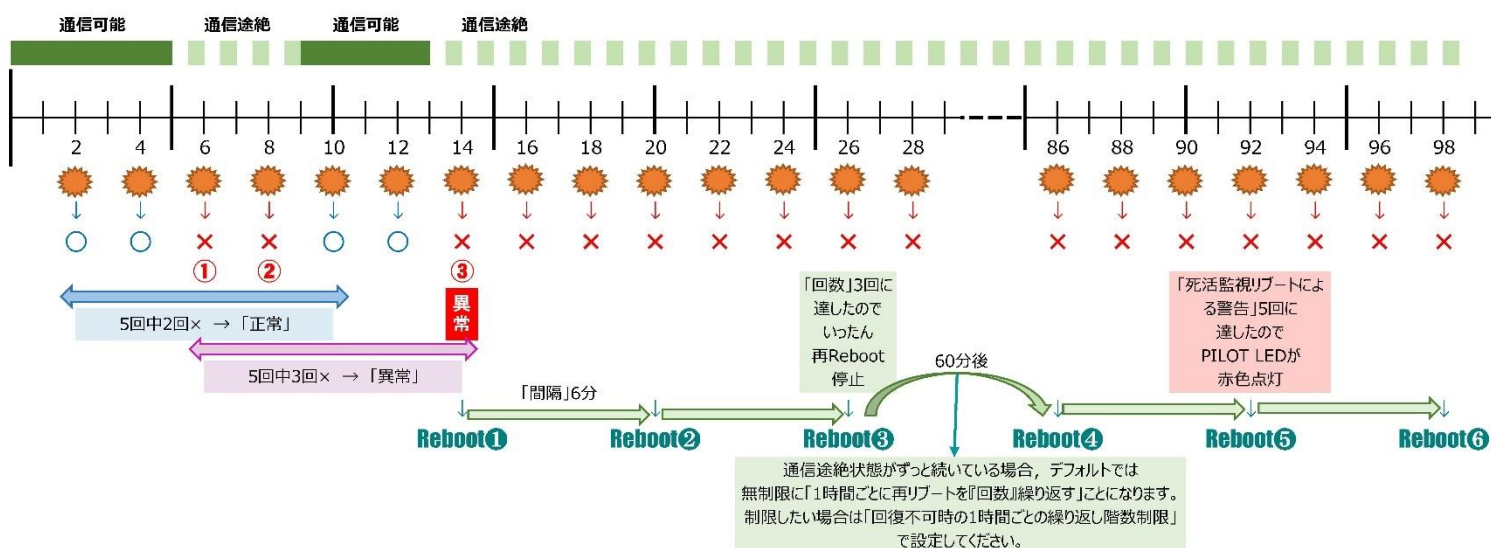 通信可能 通信途絶 通信可能 通信途絶
2 4 6 8 10 12 14 16 18 20 22 24 26 28 86 88 90 92 94 96 98
○ ○ × × ○ ○ × × × × × × × × × × × × × × ×
① ② ③
異常
5回中2回× → 「正常」
5回中3回× → 「異常」
「回数」3回に
達したので
いったん
再Reboot
停止
「死活監視リブートによ
る警告」5回に
達したので
PILOT LEDが
赤色点灯
「間隔」6分
60分後
Reboot❶ Reboot❷ Reboot❸ Reboot❹ Reboot❺ Reboot❻
通信途絶状態がずっと続いている場合，デフォルトでは
無制限に「1時間ごとに再リブートを『回数』繰り返す」ことになります。
制限したい場合は「回復不可時の1時間ごとの繰り返し階数制限」
で設定してください。